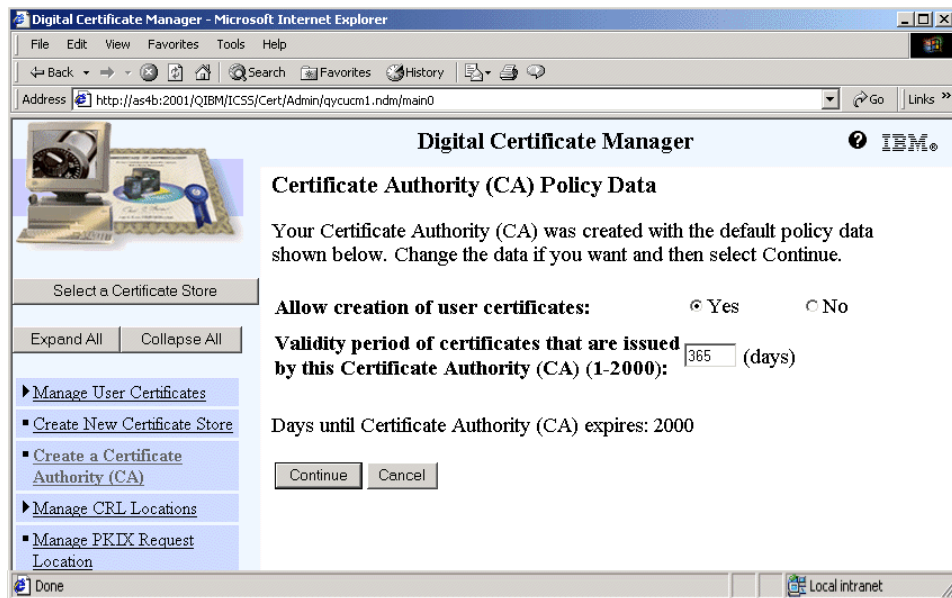 Digital Certificate Manager - Microsoft Internet Explorer
File Edit View Favorites Tools Help
Back Search Favorites History
Address http://as4b:2001/QIBM/ICSS/Cert/Admin/qycucm1.ndm/main0 Go Links »
Digital Certificate Manager
IBM®
Select a Certificate Store
Expand All Collapse All
Manage User Certificates
Create New Certificate Store
Create a Certificate
Authority (CA)
Manage CRL Locations
Manage PKIX Request
Location
Certificate Authority (CA) Policy Data
Your Certificate Authority (CA) was created with the default policy data
shown below. Change the data if you want and then select Continue.
Allow creation of user certificates: Yes No
Validity period of certificates that are issued
by this Certificate Authority (CA) (1-2000): 365 (days)
Days until Certificate Authority (CA) expires: 2000
Continue Cancel
Done Local intranet